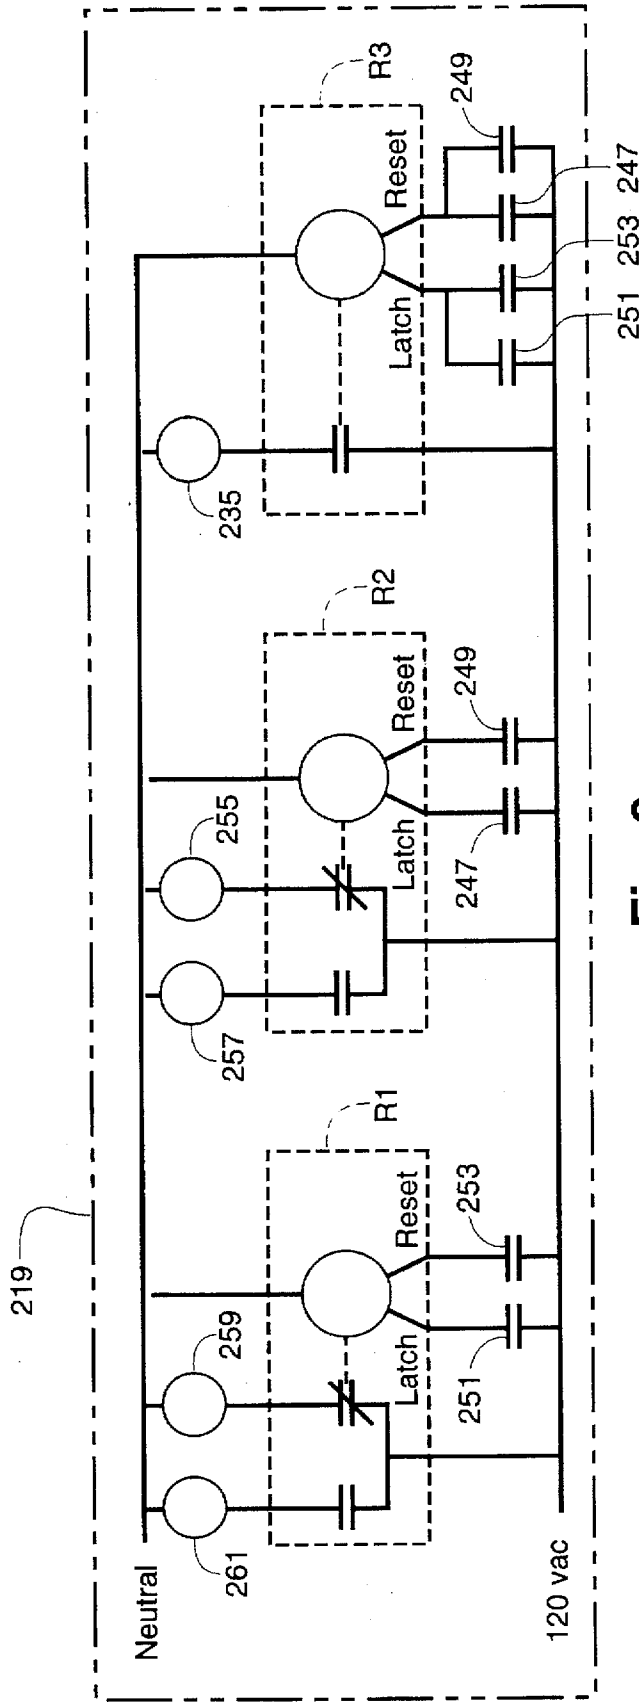 219
Neutral
261
259
257
255
235
R1
R2
R3
Latch
Reset
Latch
Reset
Latch
Reset
251
253
247
249
251
253
247
249
120 vac